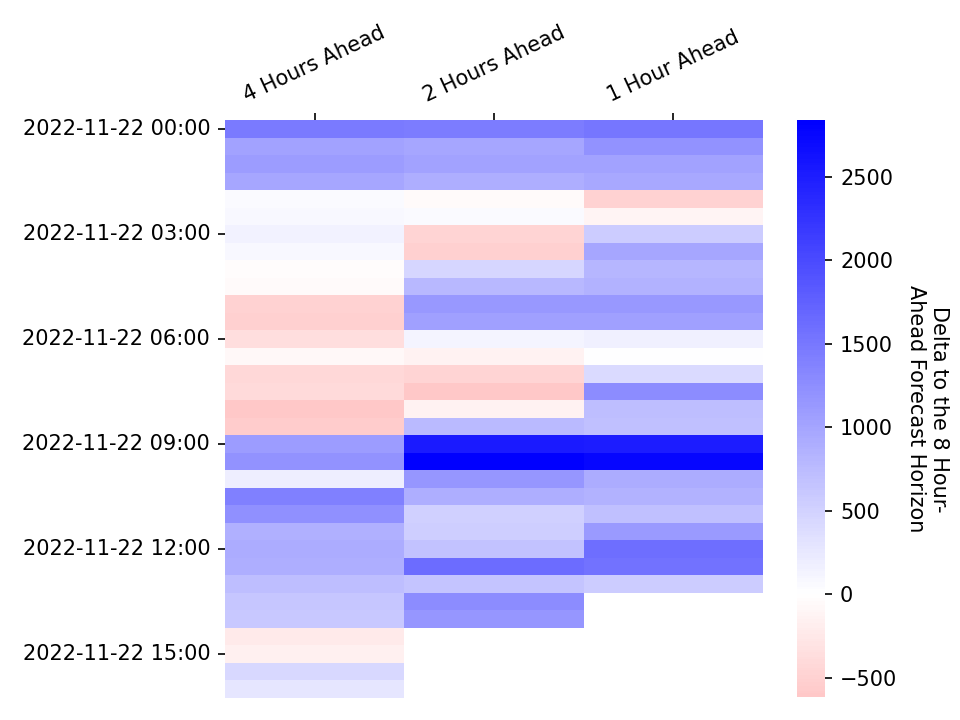 4 Hours Ahead
2 Hours Ahead
1 Hour Ahead
2022-11-22 00:00
2022-11-22 03:00
2022-11-22 06:00
2022-11-22 09:00
2022-11-22 12:00
2022-11-22 15:00
2500
2000
1500
1000
500
0
−500
Delta to the 8 Hour-
Ahead Forecast Horizon